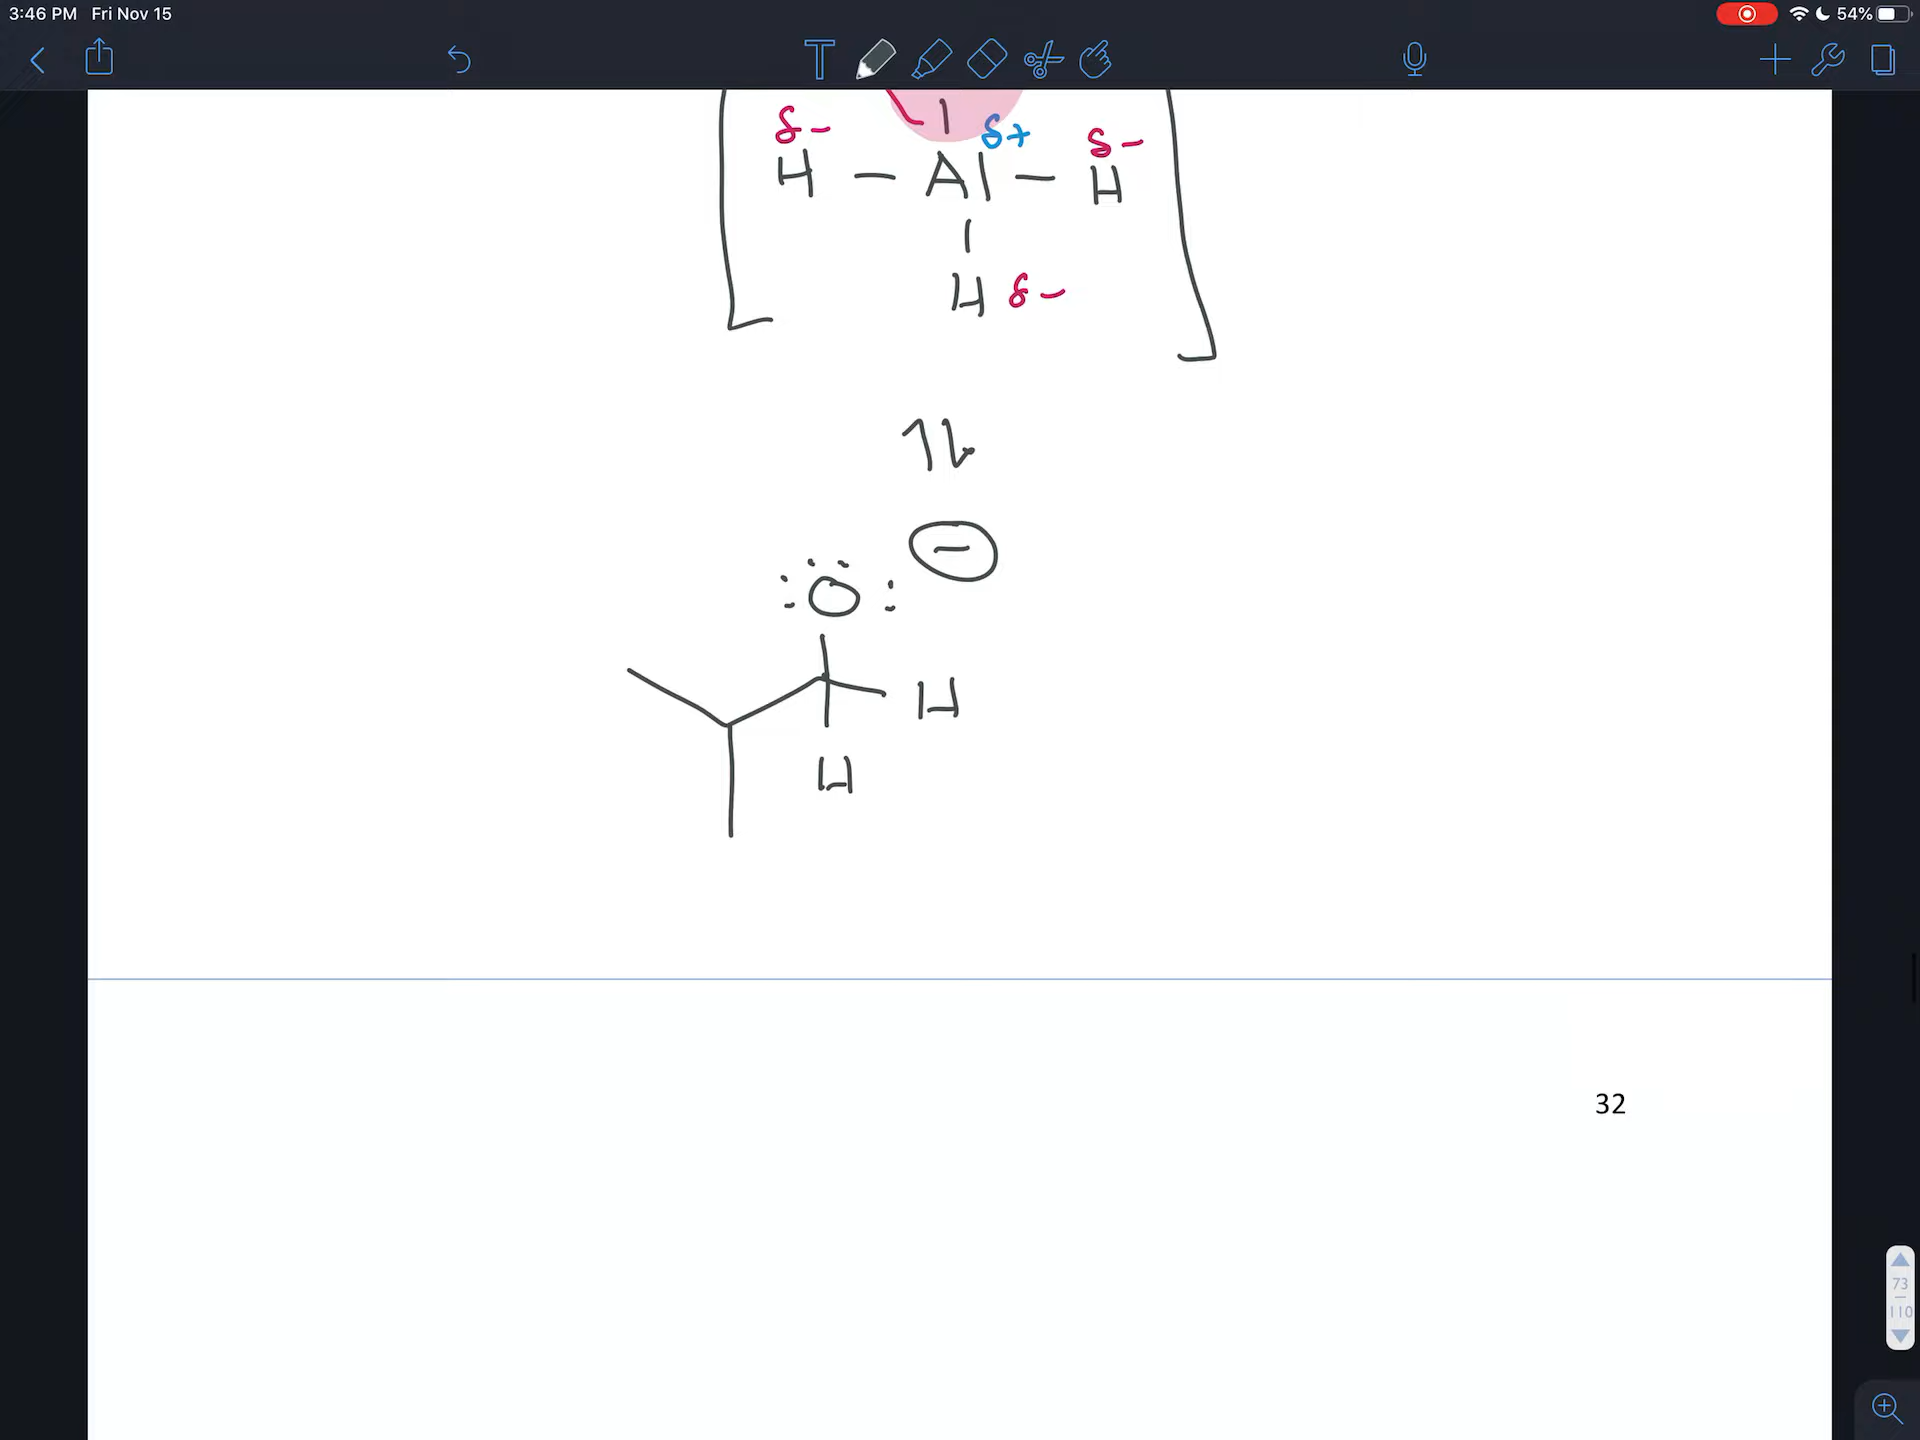 3:46 PM Fri Nov 15 54%
T
δ- δ+ δ-
H - Al - H
H δ-
⊖
:Ö:
H
H
32
73
110